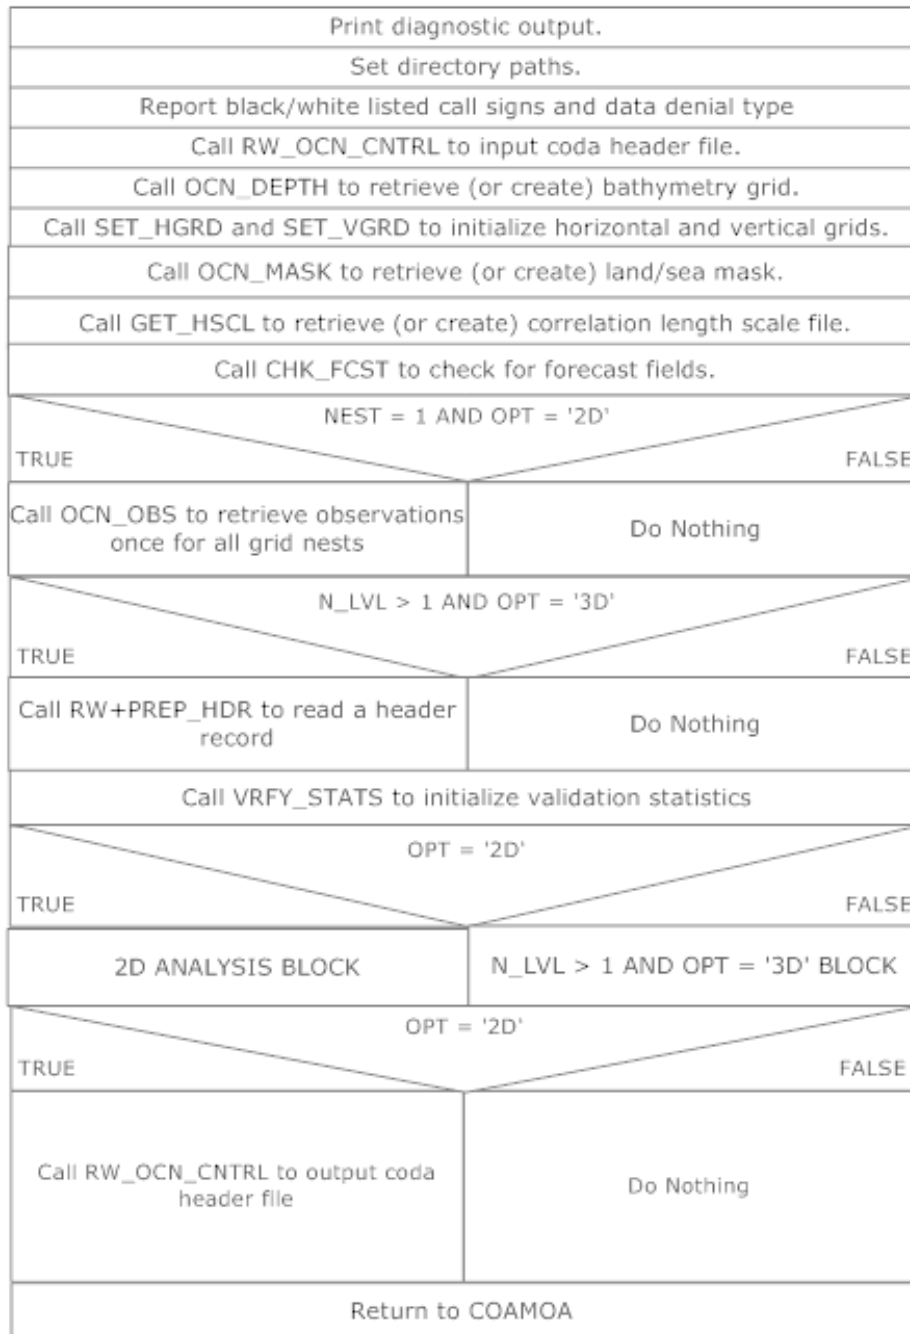 Print diagnostic output.
Set directory paths.
Report black/white listed call signs and data denial type
Call RW_OCN_CNTRL to input coda header file.
Call OCN_DEPTH to retrieve (or create) bathymetry grid.
Call SET_HGRD and SET_VGRD to initialize horizontal and vertical grids.
Call OCN_MASK to retrieve (or create) land/sea mask.
Call GET_HSCL to retrieve (or create) correlation length scale file.
Call CHK_FCST to check for forecast fields.
NEST = 1 AND OPT = '2D'
TRUE
FALSE
Call OCN_OBS to retrieve observations
once for all grid nests
Do Nothing
N_LVL > 1 AND OPT = '3D'
TRUE
FALSE
Call RW+PREP_HDR to read a header
record
Do Nothing
Call VRFY_STATS to initialize validation statistics
OPT = '2D'
TRUE
FALSE
2D ANALYSIS BLOCK
N_LVL > 1 AND OPT = '3D' BLOCK
OPT = '2D'
TRUE
FALSE
Call RW_OCN_CNTRL to output coda
header file
Do Nothing
Return to COAMOA